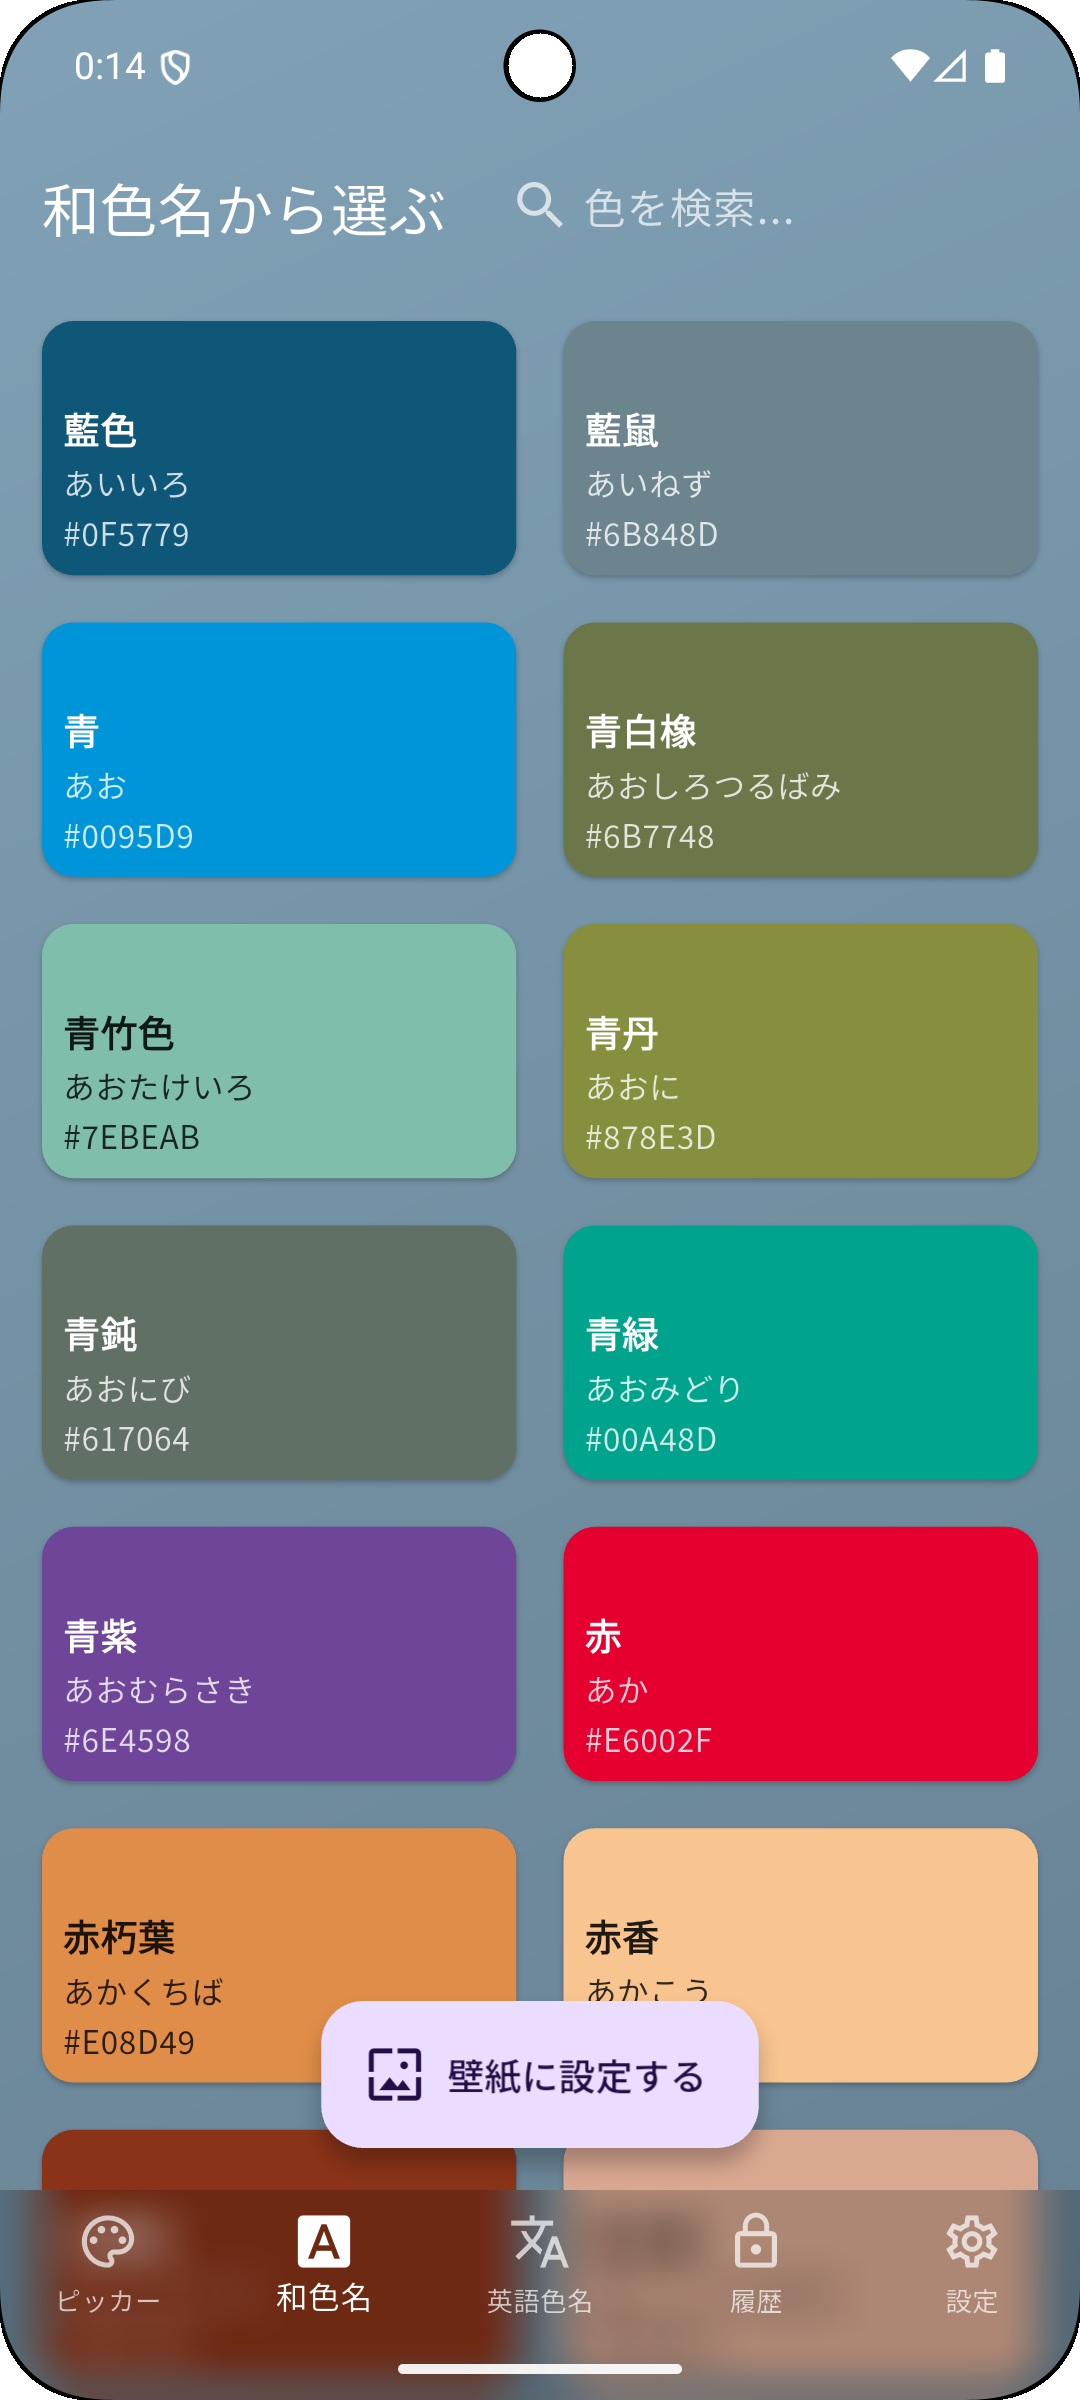 0:14
和色名から選ぶ
色を検索...
藍色
あいいろ
#0F5779
藍鼠
あいねず
#6B848D
青
あお
#0095D9
青白橡
あおしろつるばみ
#6B7748
青竹色
あおたけいろ
#7EBEAB
青丹
あおに
#878E3D
青鈍
あおにび
#617064
青緑
あおみどり
#00A48D
青紫
あおむらさき
#6E4598
赤
あか
#E6002F
赤朽葉
あかくちば
#E08D49
赤香
あかこう
壁紙に設定する
ピッカー
和色名
英語色名
履歴
設定